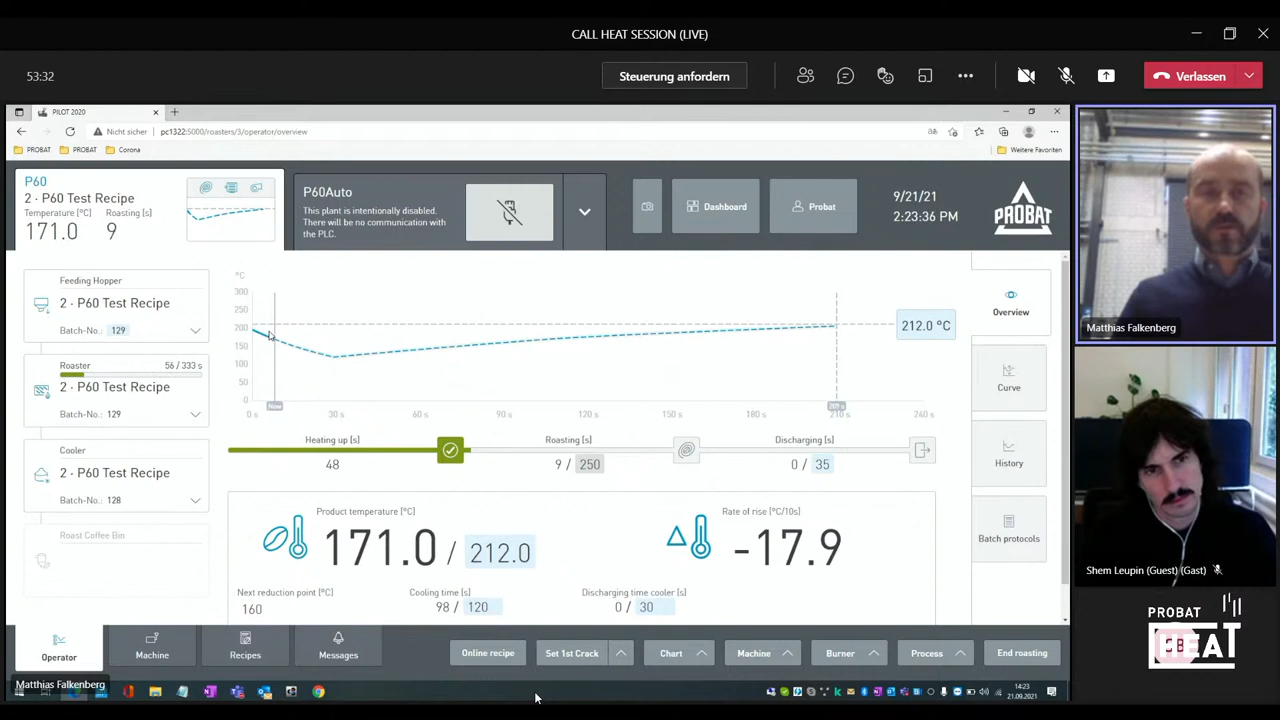 CALL HEAT SESSION (LIVE)
53:32
Steuerung anfordern
Verlassen
PILOT 2020
Nicht sicher
pc1322:5000/roasters/3/operator/overview
PROBAT
PROBAT
Corona
Weitere Favoriten
P60
2 - P60 Test Recipe
Temperature [°C] Roasting [s]
171.0 9
P60Auto
This plant is intentionally disabled.
There will be no communication with
the PLC.
Dashboard
Probat
9/21/21
2:23:36 PM
PROBAT
Feeding Hopper
2 · P60 Test Recipe
Batch-No.: 129
Roaster 56 / 333 s
2 · P60 Test Recipe
Batch-No.: 129
Cooler
2 · P60 Test Recipe
Batch-No.: 128
Roast Coffee Bin
°C
300
250
200
150
100
50
0
0 s
30 s
60 s
90 s
120 s
150 s
180 s
210 s
240 s
Now
209 s
212.0 °C
Heating up [s]
48
Roasting [s]
9 / 250
Discharging [s]
0 / 35
Product temperature [°C]
171.0 / 212.0
Rate of rise [°C/10s]
-17.9
Next reduction point [°C]
160
Cooling time [s]
98 / 120
Discharging time cooler [s]
0 / 30
Overview
Curve
History
Batch protocols
Operator
Machine
Recipes
Messages
Online recipe
Set 1st Crack
Chart
Machine
Burner
Process
End roasting
Matthias Falkenberg
14:23
21.09.2021
Matthias Falkenberg
Shem Leupin (Guest) (Gast)
PROBAT
HEAT